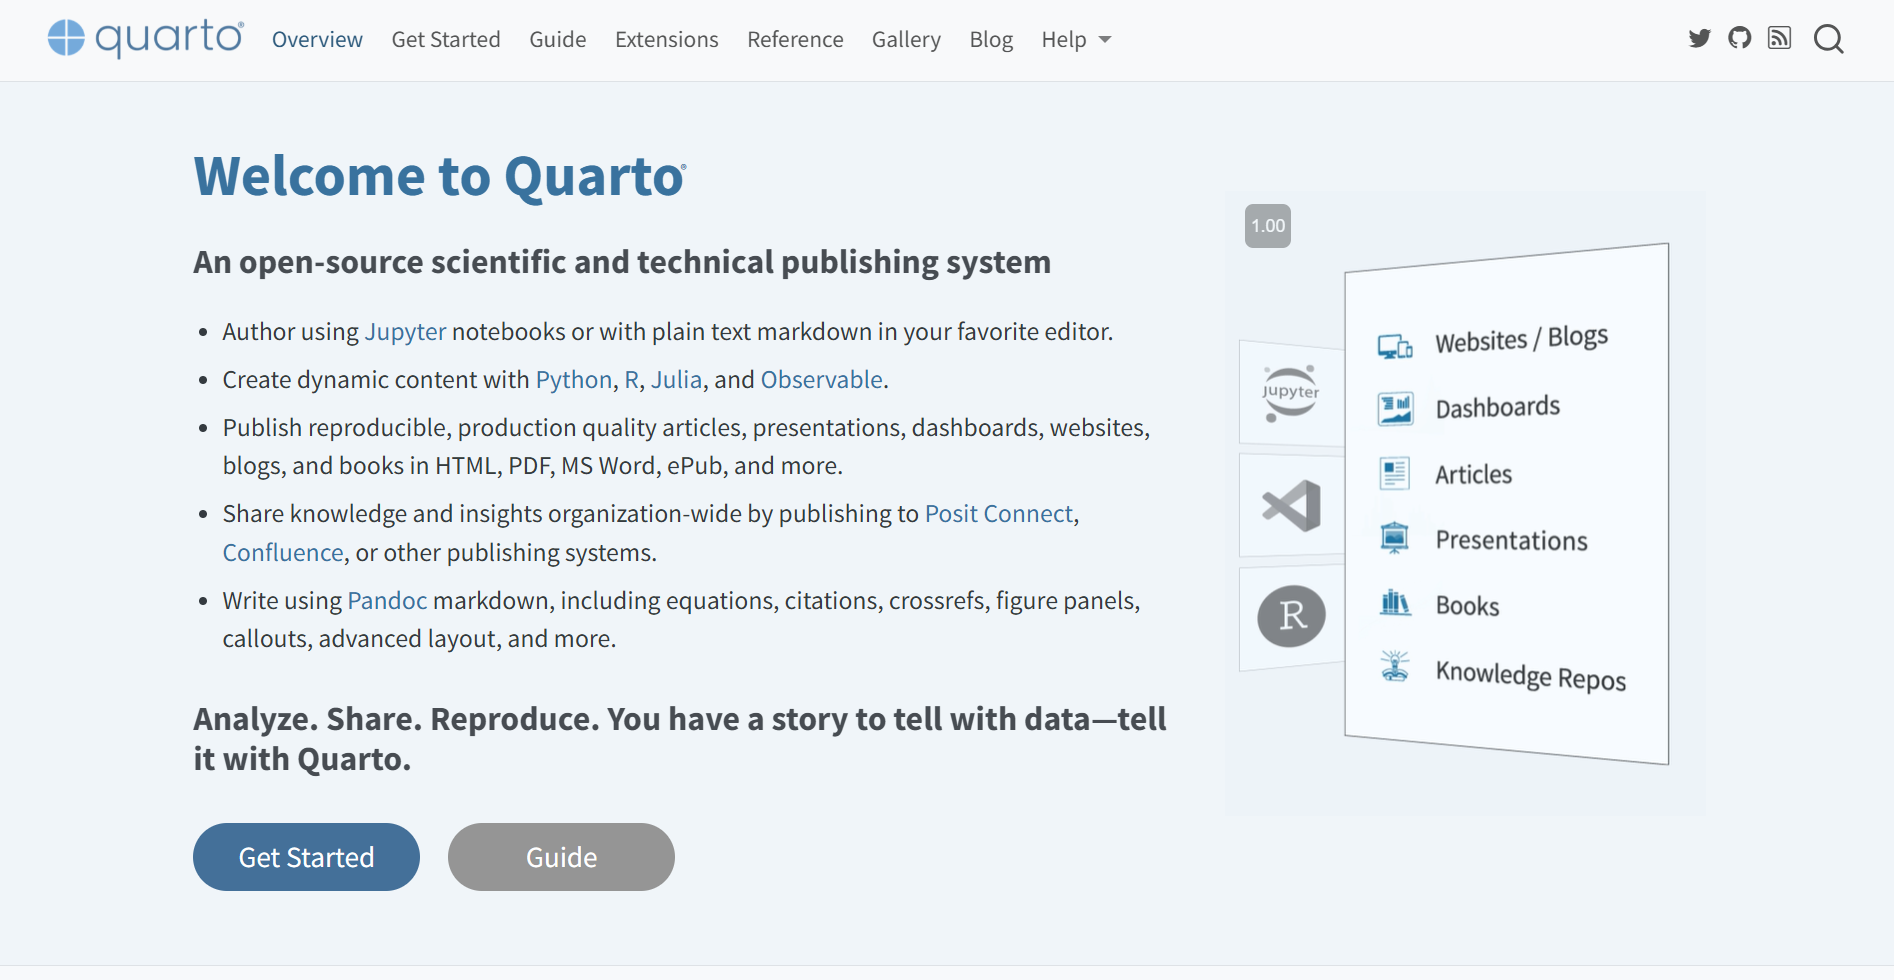 quarto®
Overview Get Started Guide Extensions Reference Gallery Blog Help
Welcome to Quarto®
An open-source scientific and technical publishing system
• Author using Jupyter notebooks or with plain text markdown in your favorite editor.
• Create dynamic content with Python, R, Julia, and Observable.
• Publish reproducible, production quality articles, presentations, dashboards, websites,
blogs, and books in HTML, PDF, MS Word, ePub, and more.
• Share knowledge and insights organization-wide by publishing to Posit Connect,
Confluence, or other publishing systems.
• Write using Pandoc markdown, including equations, citations, crossrefs, figure panels,
callouts, advanced layout, and more.
Analyze. Share. Reproduce. You have a story to tell with data—tell
it with Quarto.
Get Started
Guide
1.00
Jupyter
R
Websites / Blogs
Dashboards
Articles
Presentations
Books
Knowledge Repos